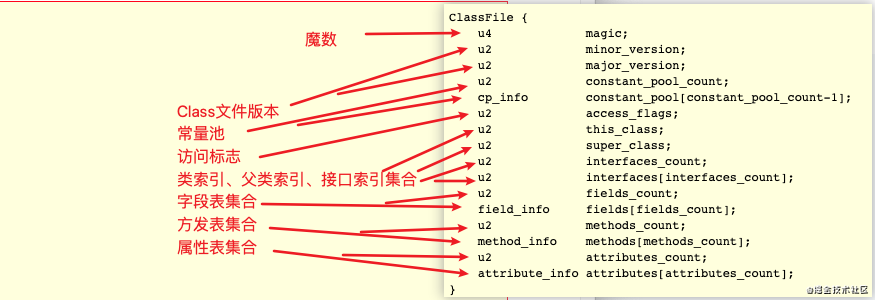 魔数
Class文件版本
常量池
访问标志
类索引、父类索引、接口索引集合
字段表集合
方发表集合
属性表集合
ClassFile {
u4 magic;
u2 minor_version;
u2 major_version;
u2 constant_pool_count;
cp_info constant_pool[constant_pool_count-1];
u2 access_flags;
u2 this_class;
u2 super_class;
u2 interfaces_count;
u2 interfaces[interfaces_count];
u2 fields_count;
field_info fields[fields_count];
u2 methods_count;
method_info methods[methods_count];
u2 attributes_count;
attribute_info attributes[attributes_count];
}
@掘金技术社区